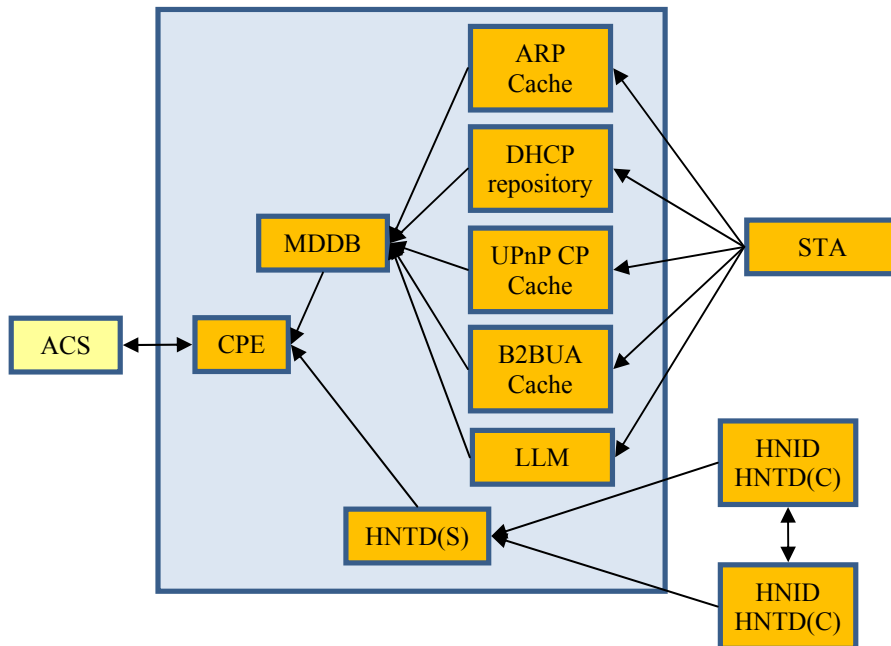 ARP
Cache
DHCP
repository
MDDB
UPnP CP
Cache
STA
ACS
CPE
B2BUA
Cache
LLM
HNID
HNTD(C)
HNTD(S)
HNID
HNTD(C)